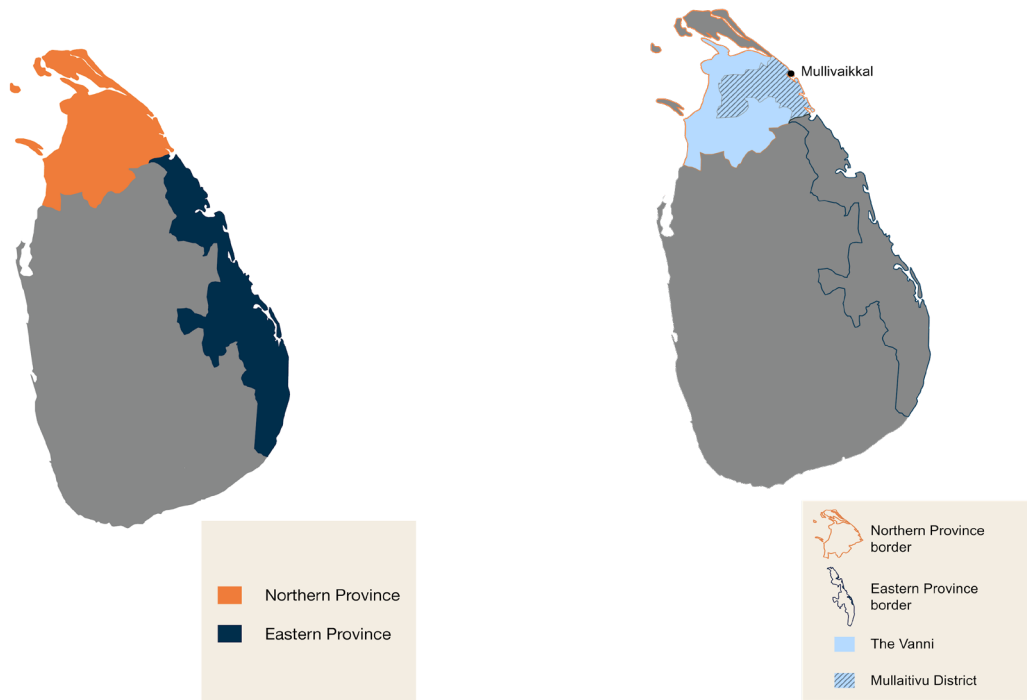 Mullivaikkal
Northern Province
Eastern Province
Northern Province
border
Eastern Province
border
The Vanni
Mullaitivu District